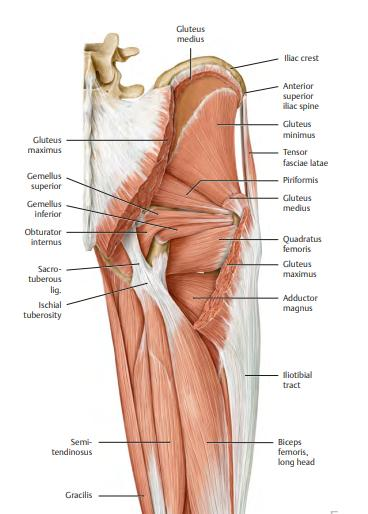 Gluteus
medius
Iliac crest
Anterior
superior
iliac spine
Gluteus
minimus
Tensor
fasciae latae
Piriformis
Gluteus
medius
Quadratus
femoris
Gluteus
maximus
Adductor
magnus
Iliotibial
tract
Biceps
femoris,
long head
Gluteus
maximus
Gemellus
superior
Gemellus
inferior
Obturator
internus
Sacro-
tuberous
lig.
Ischial
tuberosity
Semi-
tendinosus
Gracilis